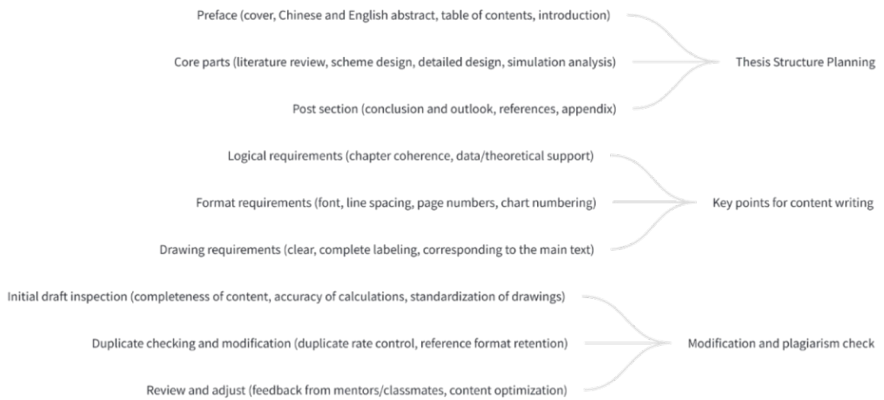 Preface (cover, Chinese and English abstract, table of contents, introduction)
Core parts (literature review, scheme design, detailed design, simulation analysis)
Thesis Structure Planning
Post section (conclusion and outlook, references, appendix)
Logical requirements (chapter coherence, data/theoretical support)
Format requirements (font, line spacing, page numbers, chart numbering)
Key points for content writing
Drawing requirements (clear, complete labeling, corresponding to the main text)
Initial draft inspection (completeness of content, accuracy of calculations, standardization of drawings)
Duplicate checking and modification (duplicate rate control, reference format retention)
Modification and plagiarism check
Review and adjust (feedback from mentors/classmates, content optimization)